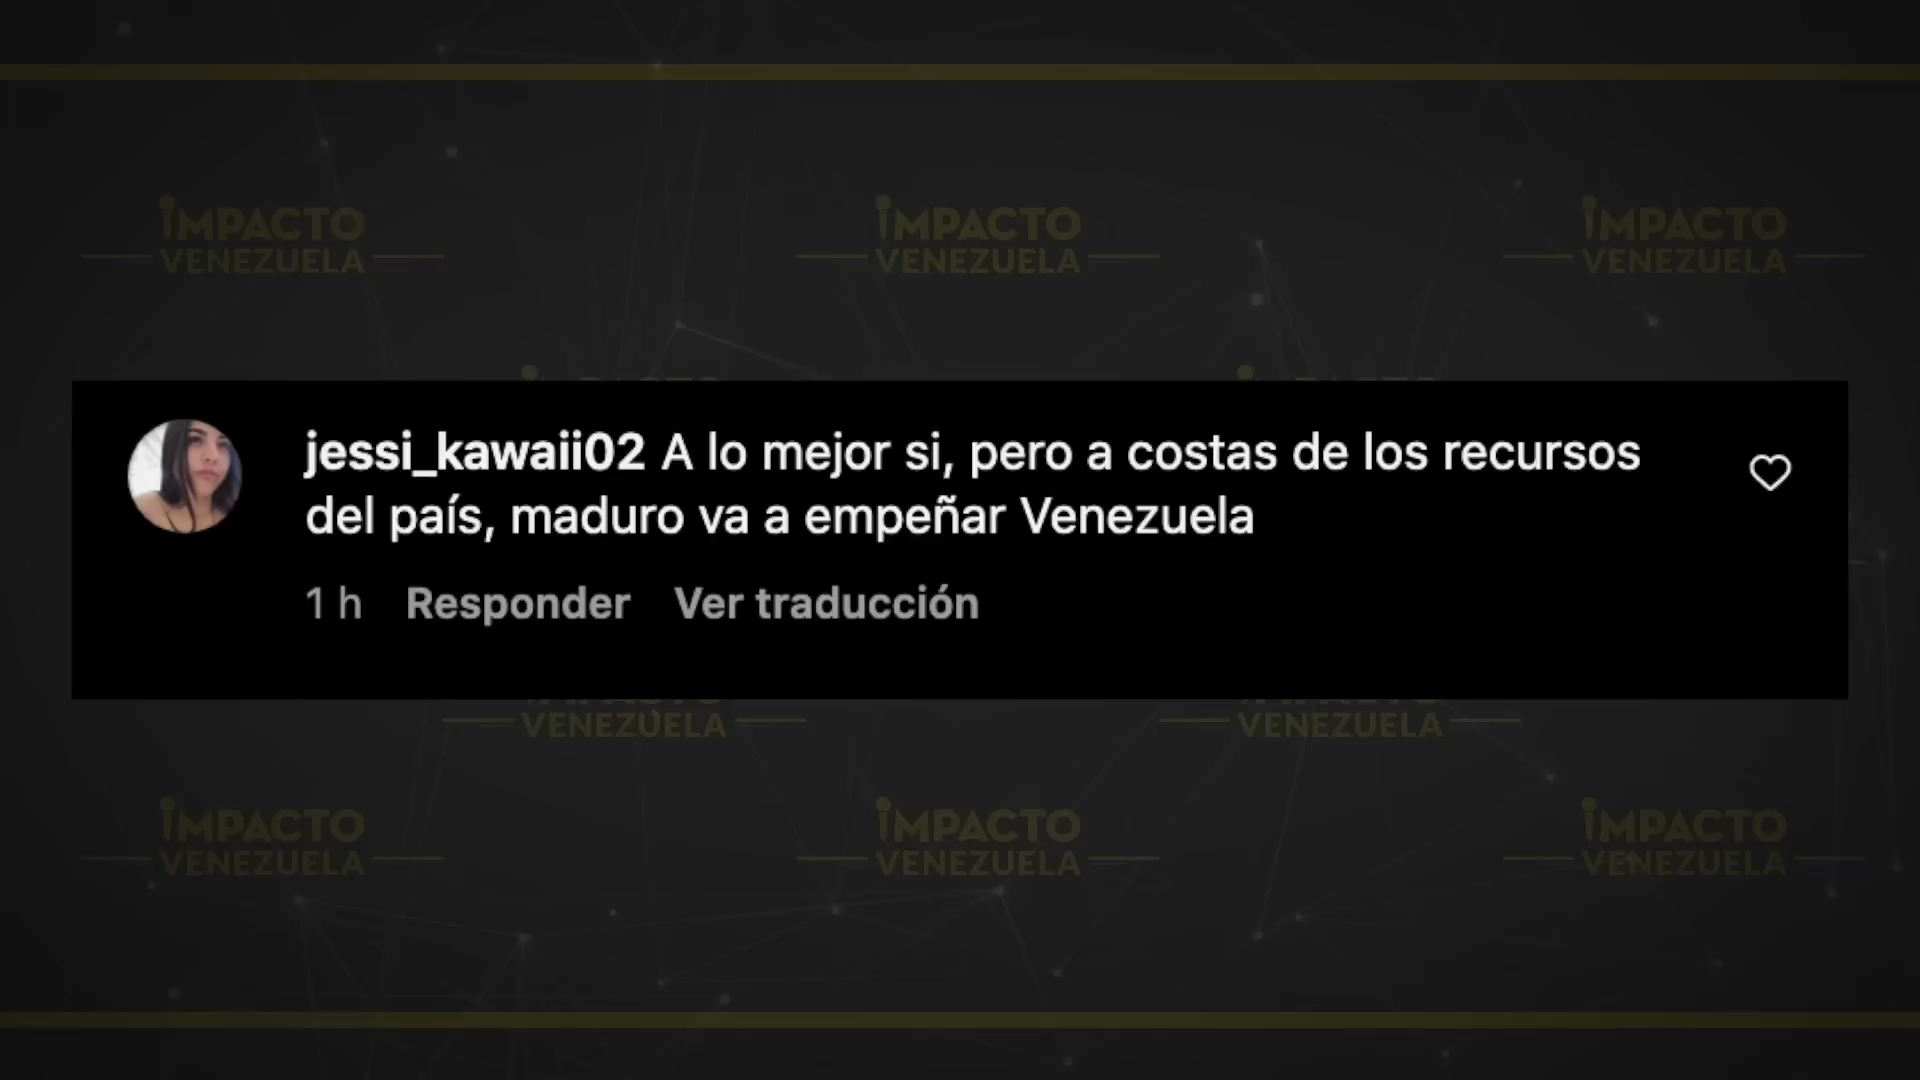 IMPACTO IMPACTO IMPACTO
VENEZUELA VENEZUELA VENEZUELA
jessi_kawaii02 A lo mejor si, pero a costas de los recursos
del país, maduro va a empeñar Venezuela
1 h Responder Ver traducción
VENEZUELA VENEZUELA
IMPACTO IMPACTO IMPACTO
VENEZUELA VENEZUELA VENEZUELA